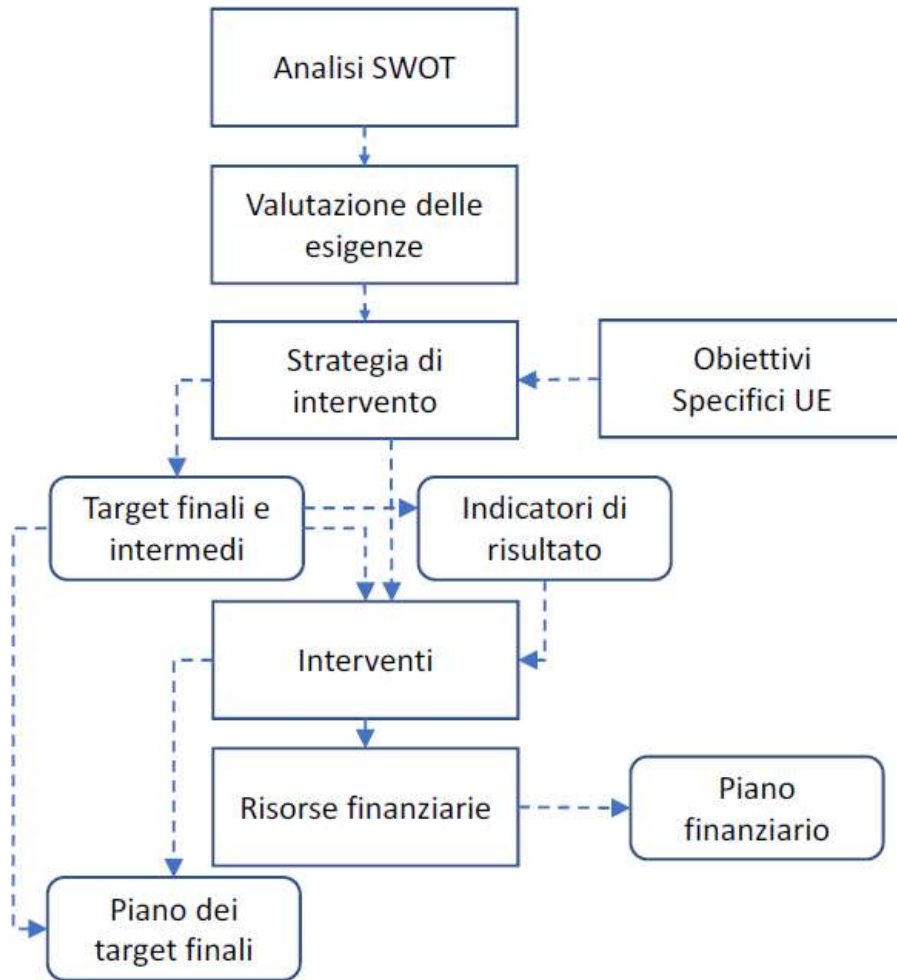 Analisi SWOT
Valutazione delle
esigenze
Strategia di
intervento
Obiettivi
Specifici UE
Target finali e
intermedi
Indicatori di
risultato
Interventi
Risorse finanziarie
Piano
finanziario
Piano dei
target finali